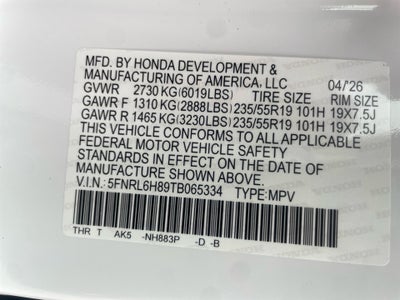 MFD. BY HONDA DEVELOPMENT &
MANUFACTURING OF AMERICA, LLC 04/'26
GVWR 2730 KG(6019LBS) TIRE SIZE RIM SIZE
GAWR F 1310 KG(2888LBS) 235/55R19 101H 19X7.5J
GAWR R 1465 KG(3230LBS) 235/55R19 101H 19X7.5J
THIS VEHICLE CONFORMS TO ALL APPLICABLE
FEDERAL MOTOR VEHICLE SAFETY
STANDARDS IN EFFECT ON THE DATE OF
MANUFACTURE SHOWN ABOVE.
V.I.N.: 5FNRL6H89TB065334 TYPE:MPV
THR T AK5 -NH883P -D -B